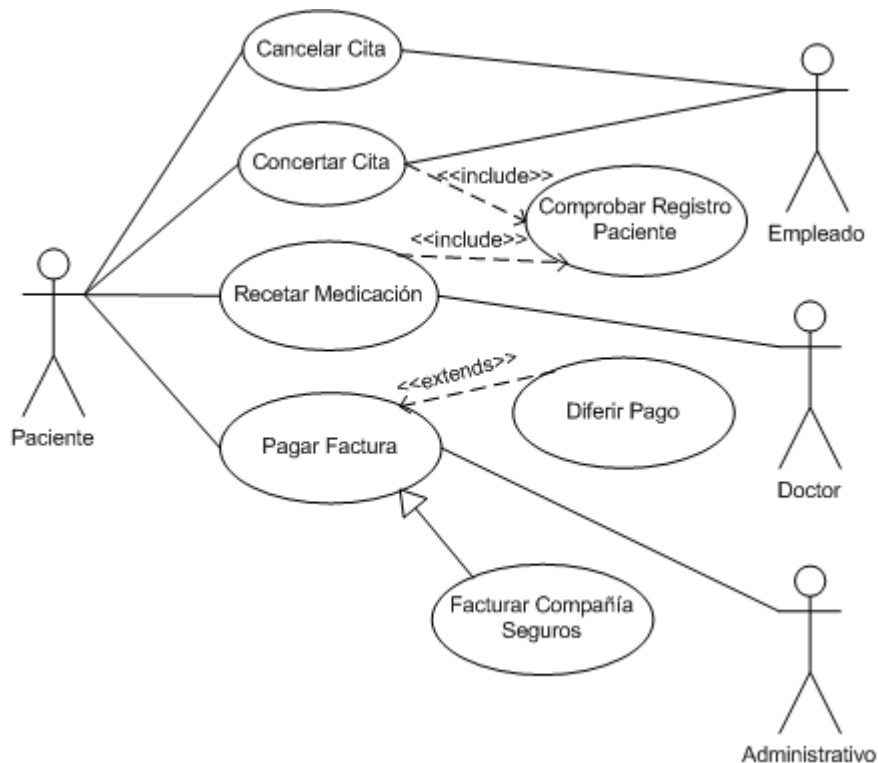 Cancelar Cita
Concertar Cita
<<include>>
Comprobar Registro
Paciente
Empleado
<<include>>
Recetar Medicación
Paciente
<<extends>>
Diferir Pago
Pagar Factura
Doctor
Facturar Compañía
Seguros
Administrativo